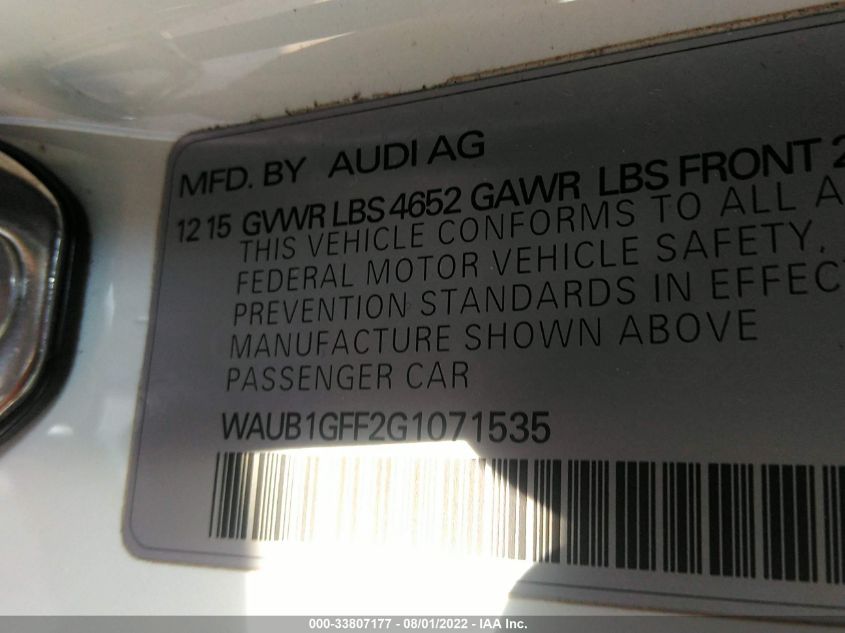 MFD. BY AUDI AG
12 15 GVWR LBS 4652 GAWR LBS FRONT 2
THIS VEHICLE CONFORMS TO ALL A
FEDERAL MOTOR VEHICLE SAFETY,
PREVENTION STANDARDS IN EFFEC
MANUFACTURE SHOWN ABOVE
PASSENGER CAR
WAUB1GFF2G1071535
000-33807177 - 08/01/2022 - IAA Inc.